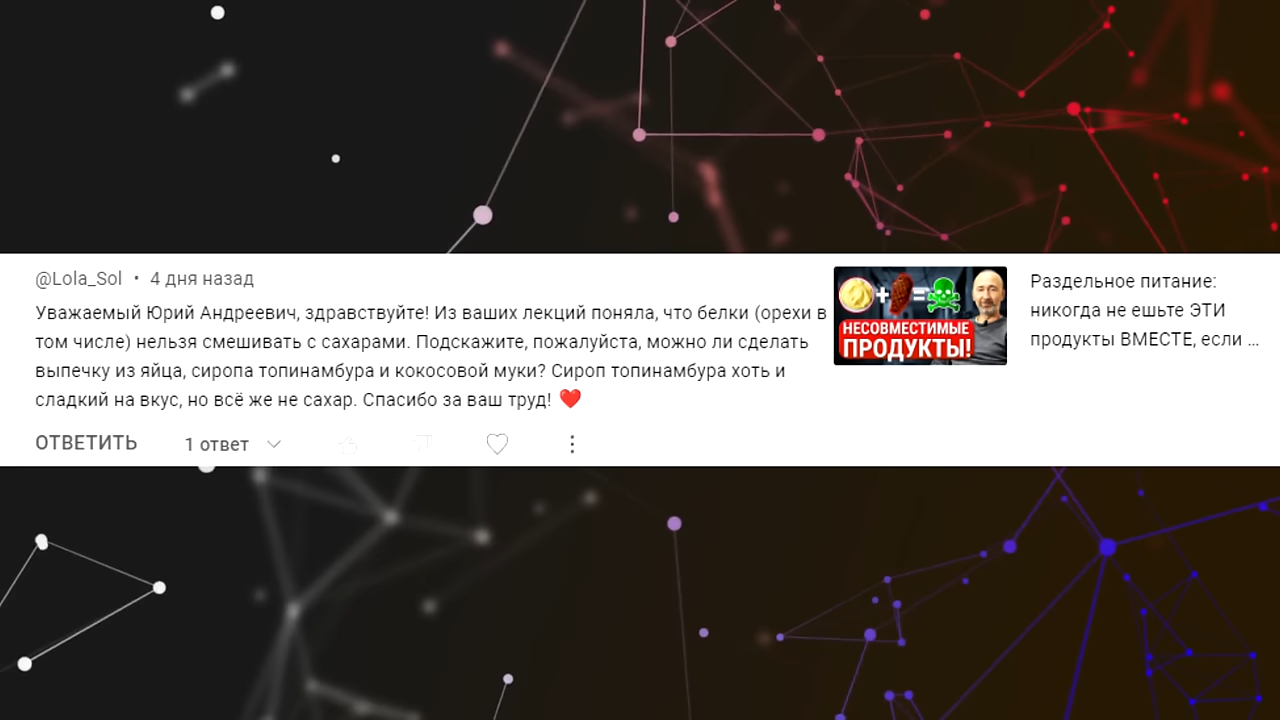 @Lola_Sol • 4 дня назад
Уважаемый Юрий Андреевич, здравствуйте! Из ваших лекций поняла, что белки (орехи в
том числе) нельзя смешивать с сахарами. Подскажите, пожалуйста, можно ли сделать
выпечку из яйца, сиропа топинамбура и кокосовой муки? Сироп топинамбура хоть и
сладкий на вкус, но всё же не сахар. Спасибо за ваш труд! ❤️
ОТВЕТИТЬ 1 ответ
+ =
НЕСОВМЕСТИМЫЕ
ПРОДУКТЫ!
Раздельное питание:
никогда не ешьте ЭТИ
продукты ВМЕСТЕ, если ...